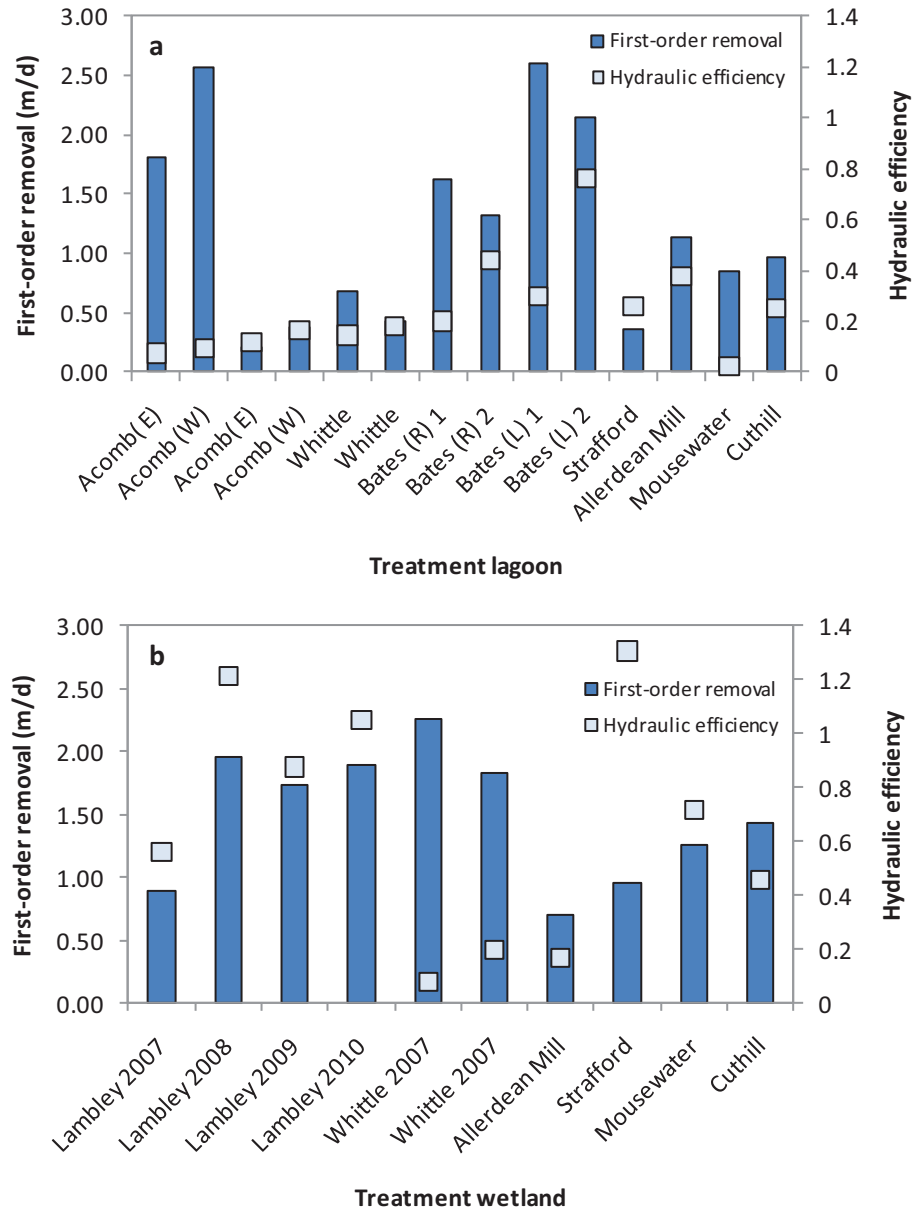 a
First-order removal
Hydraulic efficiency
3.00
2.50
2.00
1.50
1.00
0.50
0.00
First-order removal (m/d)
1.4
1.2
1
0.8
0.6
0.4
0.2
0
Hydraulic efficiency
Acomb(E)
Acomb (W)
Acomb(E)
Acomb (W)
Whittle
Whittle
Bates (R) 1
Bates (R) 2
Bates (L) 1
Bates (L) 2
Strafford
Allerdean Mill
Mousewater
Cuthill
Treatment lagoon
b
First-order removal
Hydraulic efficiency
3.00
2.50
2.00
1.50
1.00
0.50
0.00
First-order removal (m/d)
1.4
1.2
1
0.8
0.6
0.4
0.2
0
Hydraulic efficiency
Lambley 2007
Lambley 2008
Lambley 2009
Lambley 2010
Whittle 2007
Whittle 2007
Allerdean Mill
Strafford
Mousewater
Cuthill
Treatment wetland